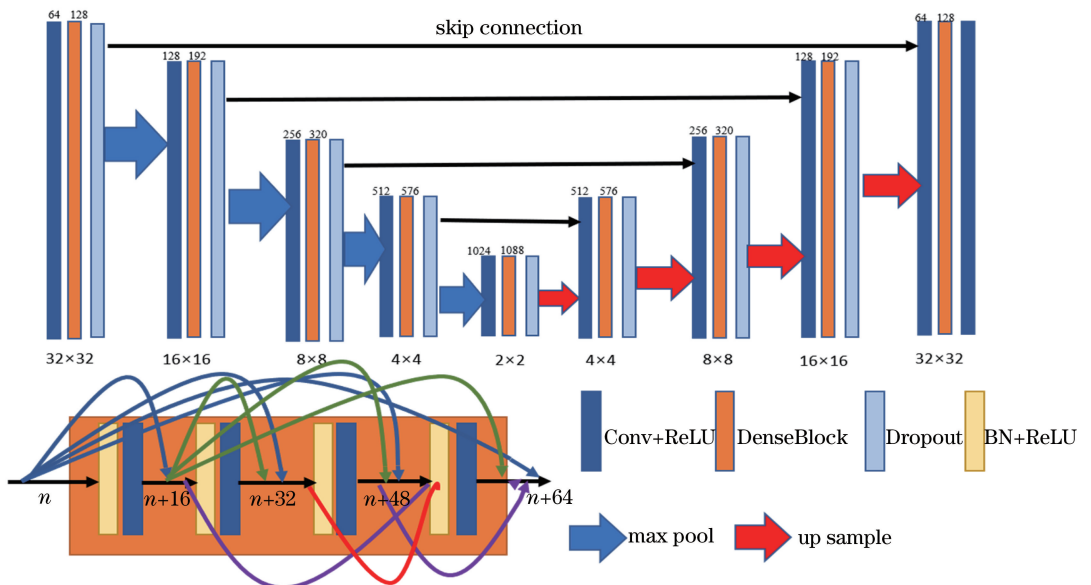 skip connection
64 128
128 192
256 320
512 576
1024 1088
512 576
256 320
128 192
64 128
32×32 16×16 8×8 4×4 2×2 4×4 8×8 16×16 32×32
n n+16 n+32 n+48 n+64
Conv+ReLU DenseBlock Dropout BN+ReLU
max pool up sample